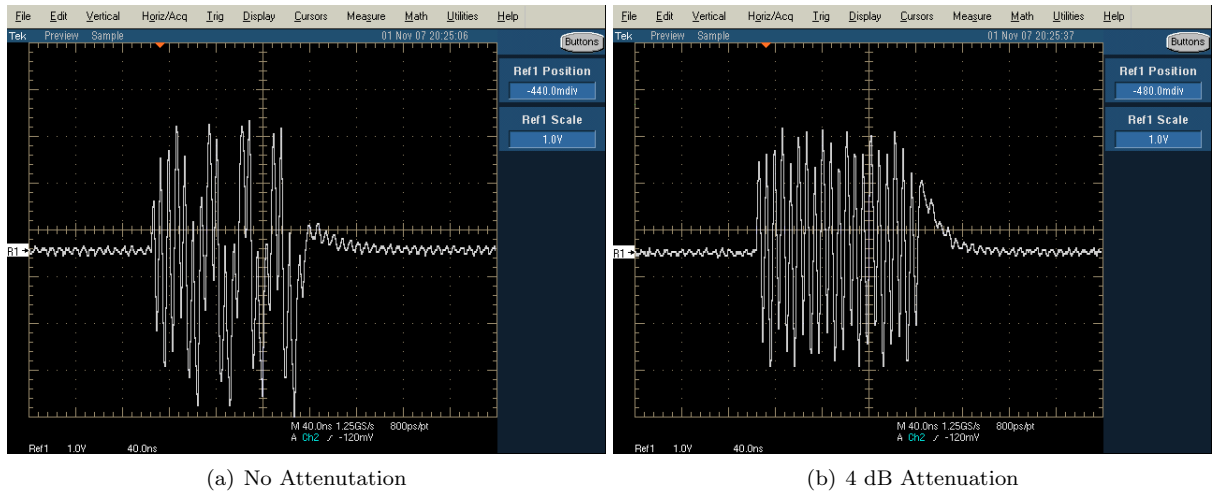 File Edit Vertical Horiz/Acq Trig Display Cursors Measure Math Utilities Help
Tek Preview Sample 01 Nov 07 20:25:06 Buttons
Ref1 Position
-440.0mdiv
Ref1 Scale
1.0V
R1
M 40.0ns 1.25GS/s 800ps/pt
A Ch2 -120mV
Ref1 1.0V 40.0ns
(a) No Attenutation
File Edit Vertical Horiz/Acq Trig Display Cursors Measure Math Utilities Help
Tek Preview Sample 01 Nov 07 20:25:37 Buttons
Ref1 Position
-480.0mdiv
Ref1 Scale
1.0V
R1
M 40.0ns 1.25GS/s 800ps/pt
A Ch2 -120mV
Ref1 1.0V 40.0ns
(b) 4 dB Attenuation